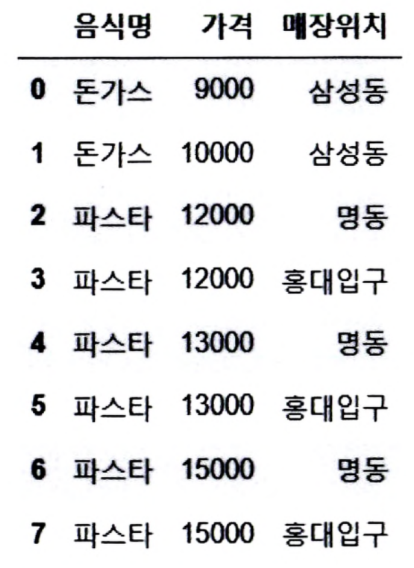 음식명 가격 매장위치
0 돈가스 9000 삼성동
1 돈가스 10000 삼성동
2 파스타 12000 명동
3 파스타 12000 홍대입구
4 파스타 13000 명동
5 파스타 13000 홍대입구
6 파스타 15000 명동
7 파스타 15000 홍대입구